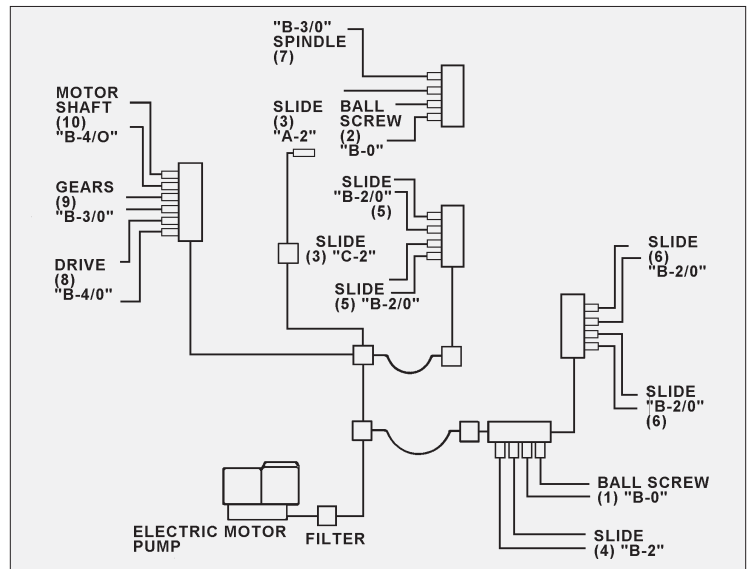 "B-3/0"
SPINDLE
(7)
MOTOR
SHAFT
(10)
"B-4/O"
SLIDE
(3)
"A-2"
BALL
SCREW
(2)
"B-0"
GEARS
(9)
"B-3/0"
SLIDE
"B-2/0"
(5)
SLIDE
(3) "C-2"
SLIDE
(6)
"B-2/0"
DRIVE
(8)
"B-4/0"
SLIDE
(5) "B-2/0"
SLIDE
"B-2/0"
(6)
BALL SCREW
(1) "B-0"
ELECTRIC MOTOR
PUMP
FILTER
SLIDE
(4) "B-2"